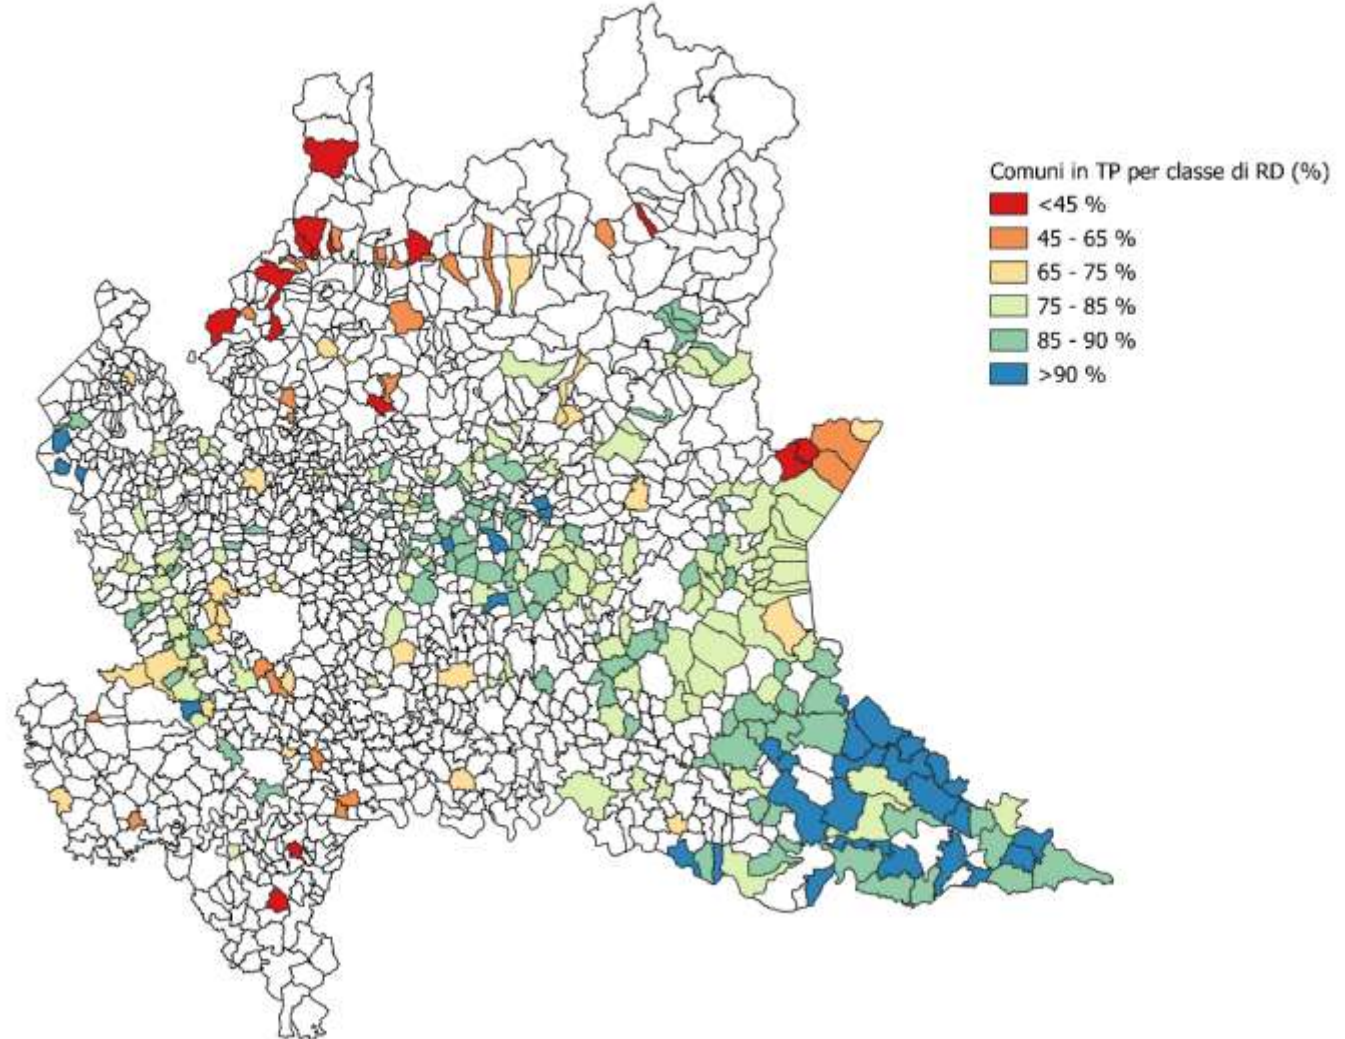 Comuni in TP per classe di RD (%)
<45 %
45 - 65 %
65 - 75 %
75 - 85 %
85 - 90 %
>90 %